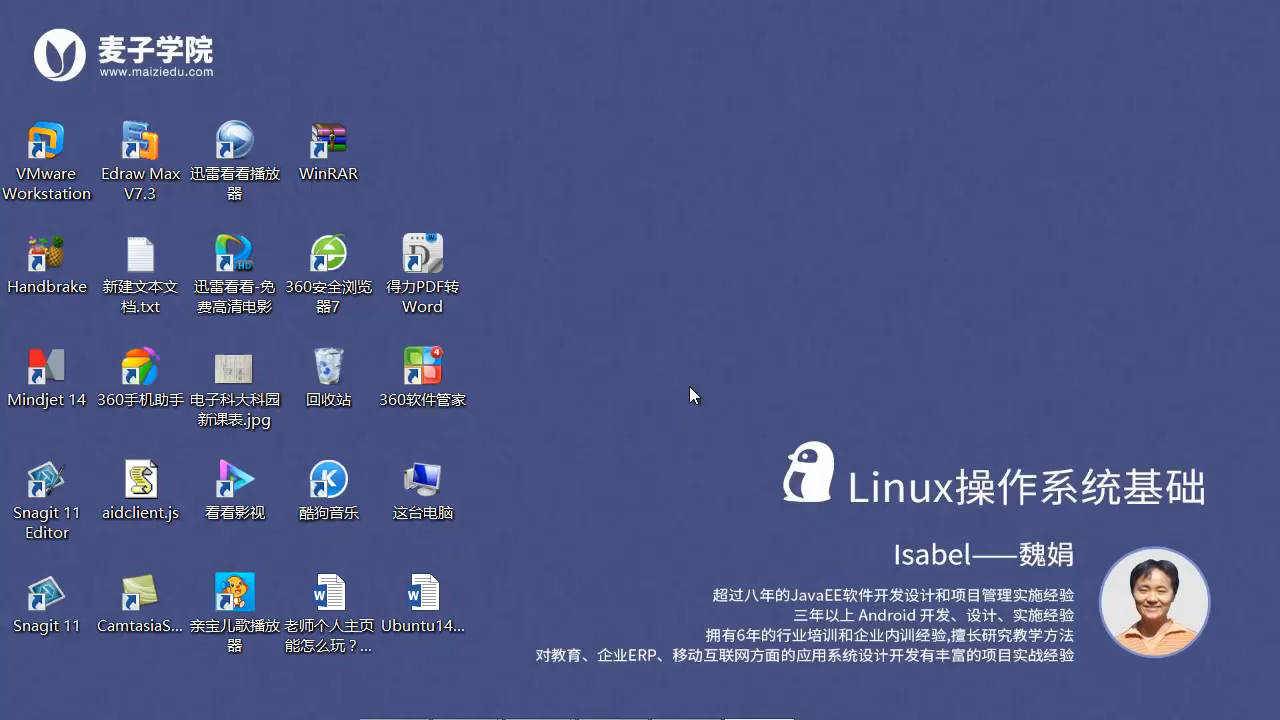 麦子学院
www.maiziedu.com
VMware
Workstation
Edraw Max
V7.3
迅雷看看播放
器
WinRAR
Handbrake
新建文本文
档.txt
迅雷看看-免
费高清电影
360安全浏览
器7
得力PDF转
Word
Mindjet 14
360手机助手
电子科大科园
新课表.jpg
回收站
360软件管家
Snagit 11
Editor
aidclient.js
看看影视
酷狗音乐
这台电脑
Snagit 11
CamtasiaS...
亲宝儿歌播放
器
老师个人主页
能怎么玩？...
Ubuntu14...
Linux操作系统基础
Isabel——魏娟
超过八年的JavaEE软件开发设计和项目管理实施经验
三年以上 Android 开发、设计、实施经验
拥有6年的行业培训和企业内训经验,擅长研究教学方法
对教育、企业ERP、移动互联网方面的应用系统设计开发有丰富的项目实战经验